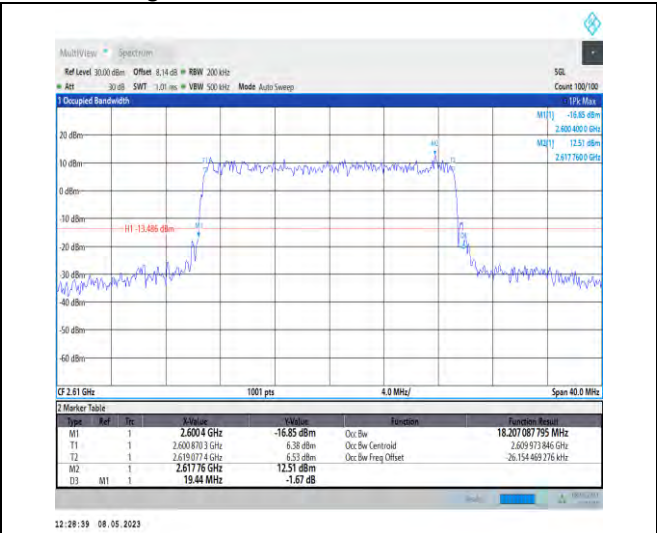 MultiView Spectrum
Ref Level 30.00 dBm Offset 8.14 dB RBW 200 kHz SGL
Att 30 dB SWT 1.01 ms VBW 500 kHz Mode Auto Sweep Count 100/100
1 Occupied Bandwidth 1Pk Max
M1[1] -16.85 dBm
2.600 400 0 GHz
M2[1] 12.51 dBm
2.617 760 0 GHz
20 dBm
M2
T1 T2
10 dBm
0 dBm
-10 dBm
H1 -13.486 dBm M1
D3
-20 dBm
-30 dBm
-40 dBm
-50 dBm
-60 dBm
CF 2.61 GHz 1001 pts 4.0 MHz/ Span 40.0 MHz
2 Marker Table
Type Ref Trc X-Value Y-Value Function Function Result
M1 1 2.6004 GHz -16.85 dBm Occ Bw 18.207 087 795 MHz
T1 1 2.600 870 3 GHz 6.38 dBm Occ Bw Centroid 2.609 973 846 GHz
T2 1 2.619 077 4 GHz 6.53 dBm Occ Bw Freq Offset -26.154 469 276 kHz
M2 1 2.617 76 GHz 12.51 dBm
D3 M1 1 19.44 MHz -1.67 dB
12:28:39 08.05.2023